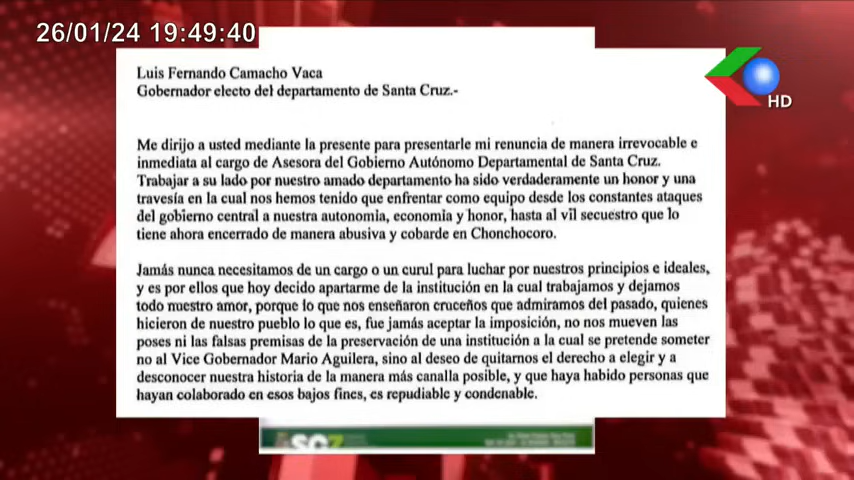 26/01/24 19:49:40
HD
Luis Fernando Camacho Vaca
Gobernador electo del departamento de Santa Cruz.-
Me dirijo a usted mediante la presente para presentarle mi renuncia de manera irrevocable e
inmediata al cargo de Asesora del Gobierno Autónomo Departamental de Santa Cruz.
Trabajar a su lado por nuestro amado departamento ha sido verdaderamente un honor y una
travesía en la cual nos hemos tenido que enfrentar como equipo desde los constantes ataques
del gobierno central a nuestra autonomia, economia y honor, hasta al vil secuestro que lo
tiene ahora encerrado de manera abusiva y cobarde en Chonchocoro.
Jamás nunca necesitamos de un cargo o un curul para luchar por nuestros principios e ideales,
y es por ellos que hoy decido apartarme de la institución en la cual trabajamos y dejamos
todo nuestro amor, porque lo que nos enseñaron cruceños que admiramos del pasado, quienes
hicieron de nuestro pueblo lo que es, fue jamás aceptar la imposición, no nos mueven las
poses ni las falsas premisas de la preservación de una institución a la cual se pretende someter
no al Vice Gobernador Mario Aguilera, sino al deseo de quitarnos el derecho a elegir y a
desconocer nuestra historia de la manera más canalla posible, y que haya habido personas que
hayan colaborado en esos bajos fines, es repudiable y condenable.